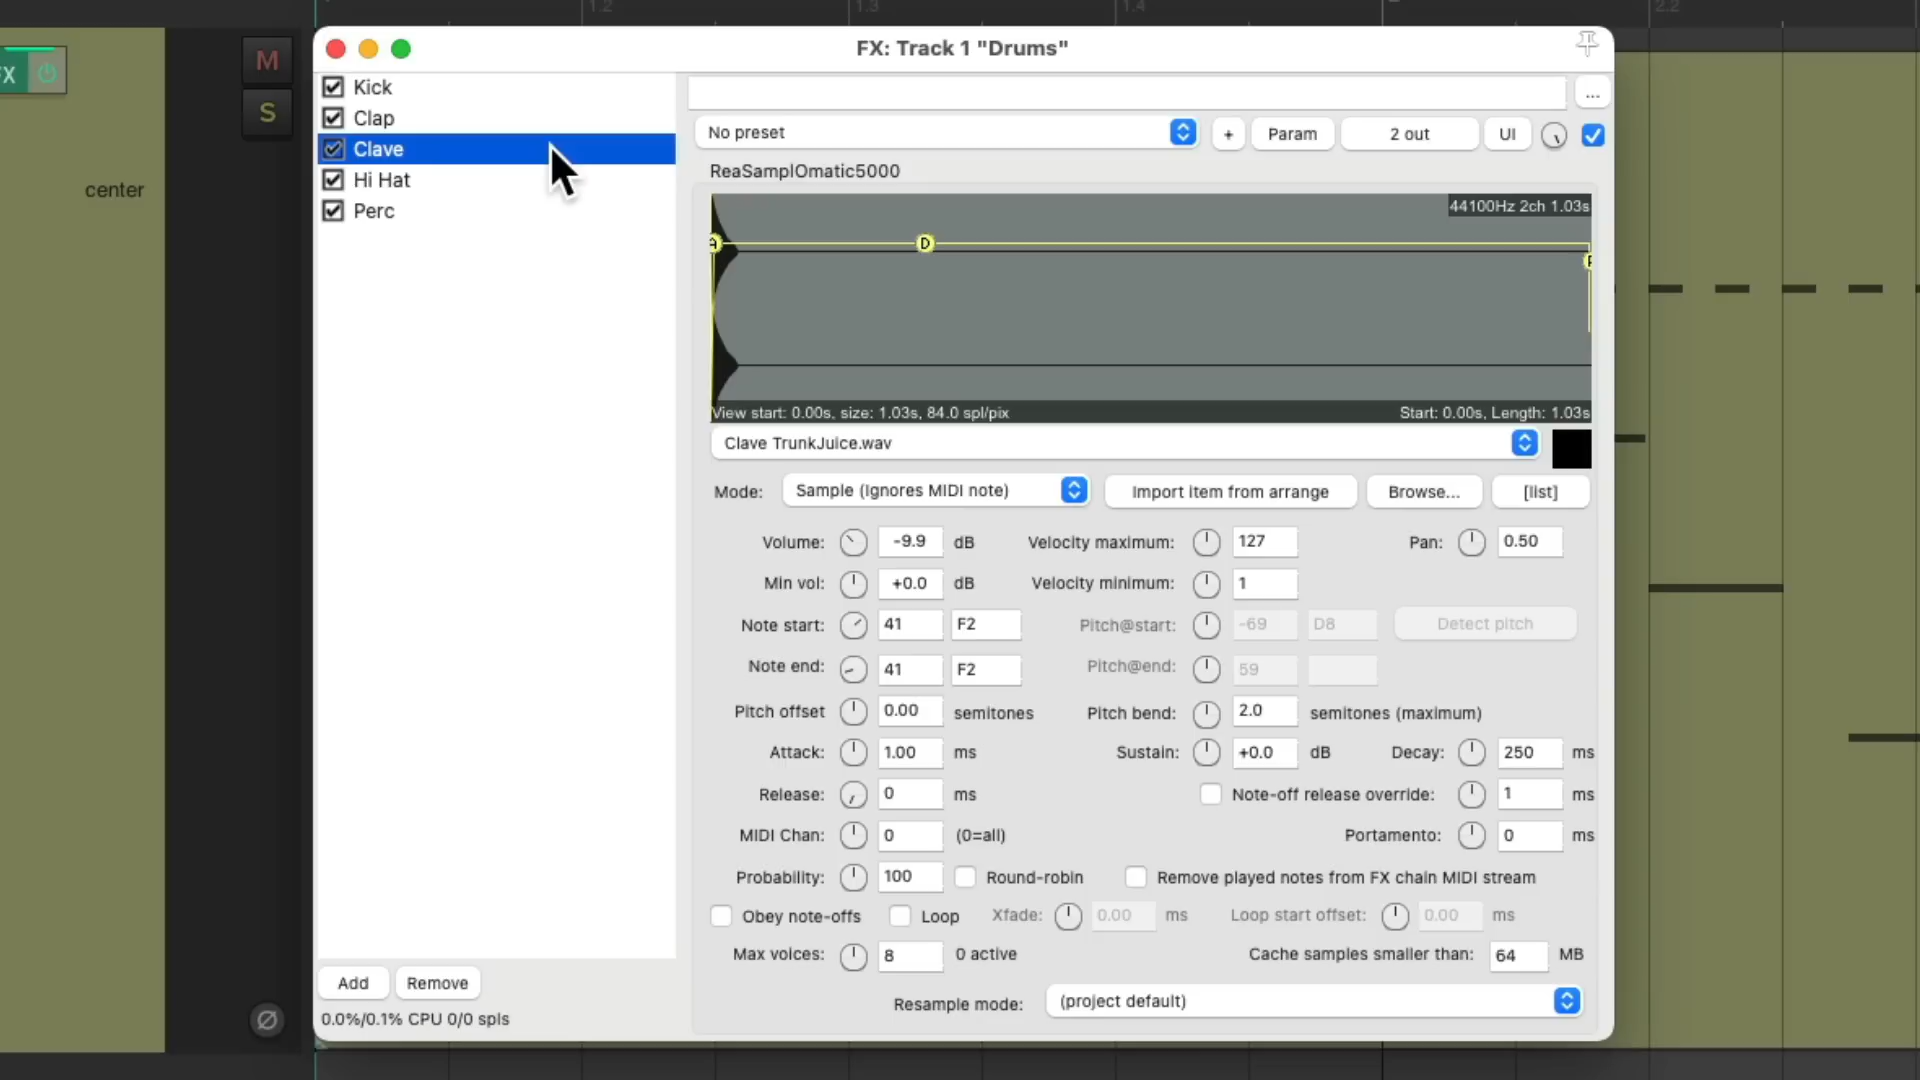 1.2
1.3
1.4
2.2
FX
M
S
center
FX: Track 1 "Drums"
Kick
Clap
Clave
Hi Hat
Perc
...
No preset
+
Param
2 out
UI
ReaSamplOmatic5000
44100Hz 2ch 1.03s
A
D
View start: 0.00s, size: 1.03s, 84.0 spl/pix
Start: 0.00s, Length: 1.03s
Clave TrunkJuice.wav
Mode: Sample (Ignores MIDI note) Import item from arrange Browse... [list]
Volume: -9.9 dB Velocity maximum: 127 Pan: 0.50
Min vol: +0.0 dB Velocity minimum: 1
Note start: 41 F2 Pitch@start: -69 D8 Detect pitch
Note end: 41 F2 Pitch@end: 59
Pitch offset 0.00 semitones Pitch bend: 2.0 semitones (maximum)
Attack: 1.00 ms Sustain: +0.0 dB Decay: 250 ms
Release: 0 ms Note-off release override: 1 ms
MIDI Chan: 0 (0=all) Portamento: 0 ms
Probability: 100 Round-robin Remove played notes from FX chain MIDI stream
Obey note-offs Loop Xfade: 0.00 ms Loop start offset: 0.00 ms
Max voices: 8 0 active Cache samples smaller than: 64 MB
Resample mode: (project default)
Add Remove
0.0%/0.1% CPU 0/0 spls